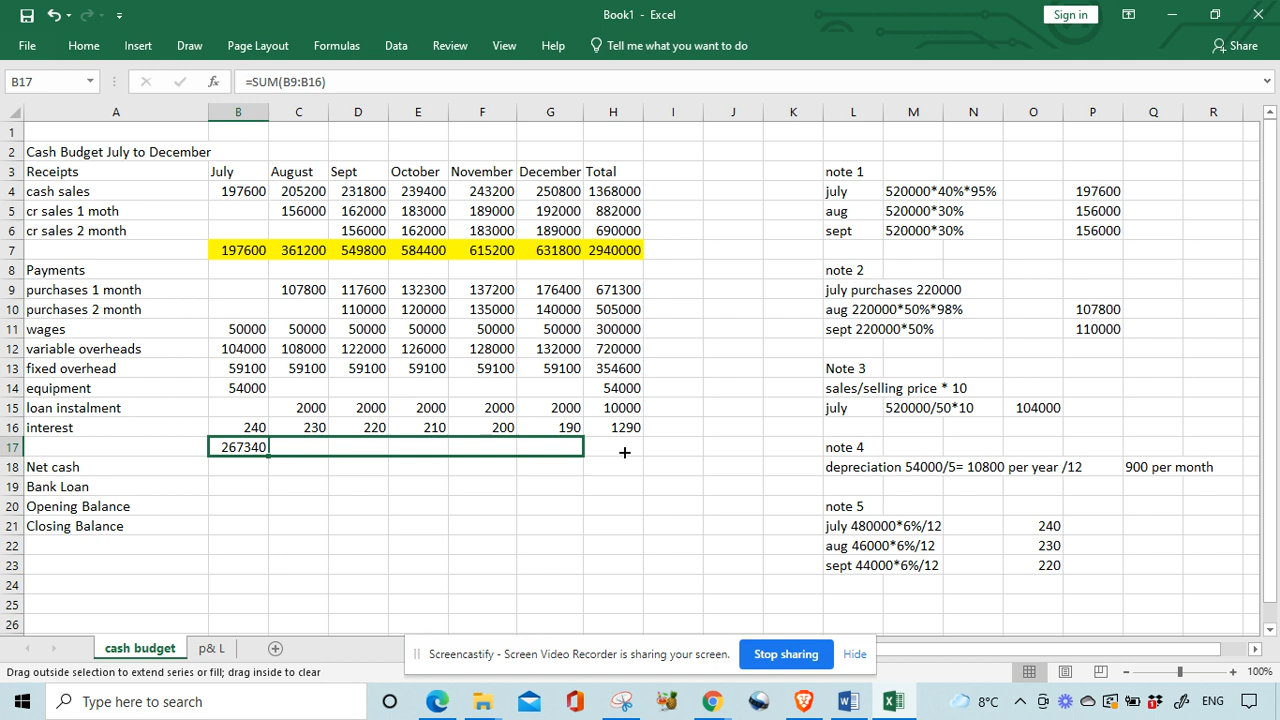 Book1 - Excel
Sign in
File Home Insert Draw Page Layout Formulas Data Review View Help Tell me what you want to do Share
B17 fx =SUM(B9:B16)
A B C D E F G H I J K L M N O P Q R
1
2 Cash Budget July to December
3 Receipts July August Sept October November December Total note 1
4 cash sales 197600 205200 231800 239400 243200 250800 1368000 july 520000*40%*95% 197600
5 cr sales 1 moth 156000 162000 183000 189000 192000 882000 aug 520000*30% 156000
6 cr sales 2 month 156000 162000 183000 189000 690000 sept 520000*30% 156000
7 197600 361200 549800 584400 615200 631800 2940000
8 Payments note 2
9 purchases 1 month 107800 117600 132300 137200 176400 671300 july purchases 220000
10 purchases 2 month 110000 120000 135000 140000 505000 aug 220000*50%*98% 107800
11 wages 50000 50000 50000 50000 50000 50000 300000 sept 220000*50% 110000
12 variable overheads 104000 108000 122000 126000 128000 132000 720000
13 fixed overhead 59100 59100 59100 59100 59100 59100 354600 Note 3
14 equipment 54000 54000 sales/selling price * 10
15 loan instalment 2000 2000 2000 2000 2000 10000 july 520000/50*10 104000
16 interest 240 230 220 210 200 190 1290
17 267340 note 4
18 Net cash depreciation 54000/5= 10800 per year /12 900 per month
19 Bank Loan
20 Opening Balance note 5
21 Closing Balance july 480000*6%/12 240
22 aug 46000*6%/12 230
23 sept 44000*6%/12 220
24
25
26
cash budget p& L
Screencastify - Screen Video Recorder is sharing your screen. Stop sharing Hide
Drag outside selection to extend series or fill; drag inside to clear 100%
Type here to search 8°C ENG